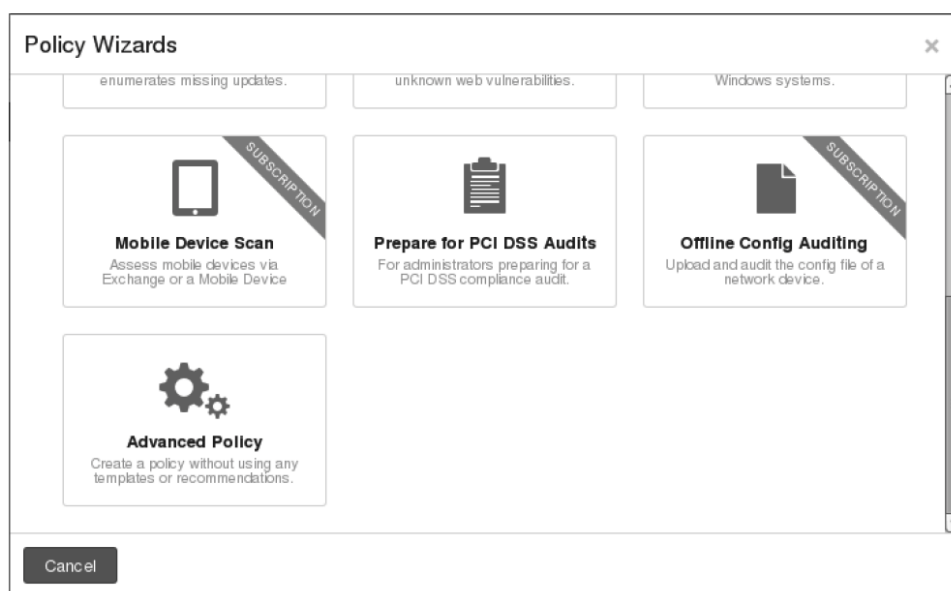 Policy Wizards
×
enumerates missing updates.
unknown web vulnerabilities.
Windows systems.
SUBSCRIPTION
Mobile Device Scan
Assess mobile devices via
Exchange or a Mobile Device
Prepare for PCI DSS Audits
For administrators preparing for a
PCI DSS compliance audit.
SUBSCRIPTION
Offline Config Auditing
Upload and audit the config file of a
network device.
Advanced Policy
Create a policy without using any
templates or recommendations.
Cancel